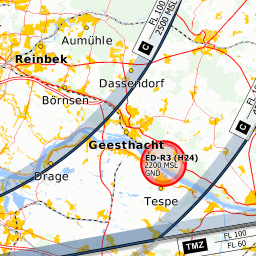 FL 100
2500 MSL
C
Aumühle
Reinbek
Dassendorf
Börnsen
C
Geesthacht
ED-R3 (H24)
2200 MSL
GND
Drage
Tespe
FL 100
TMZ
FL 60